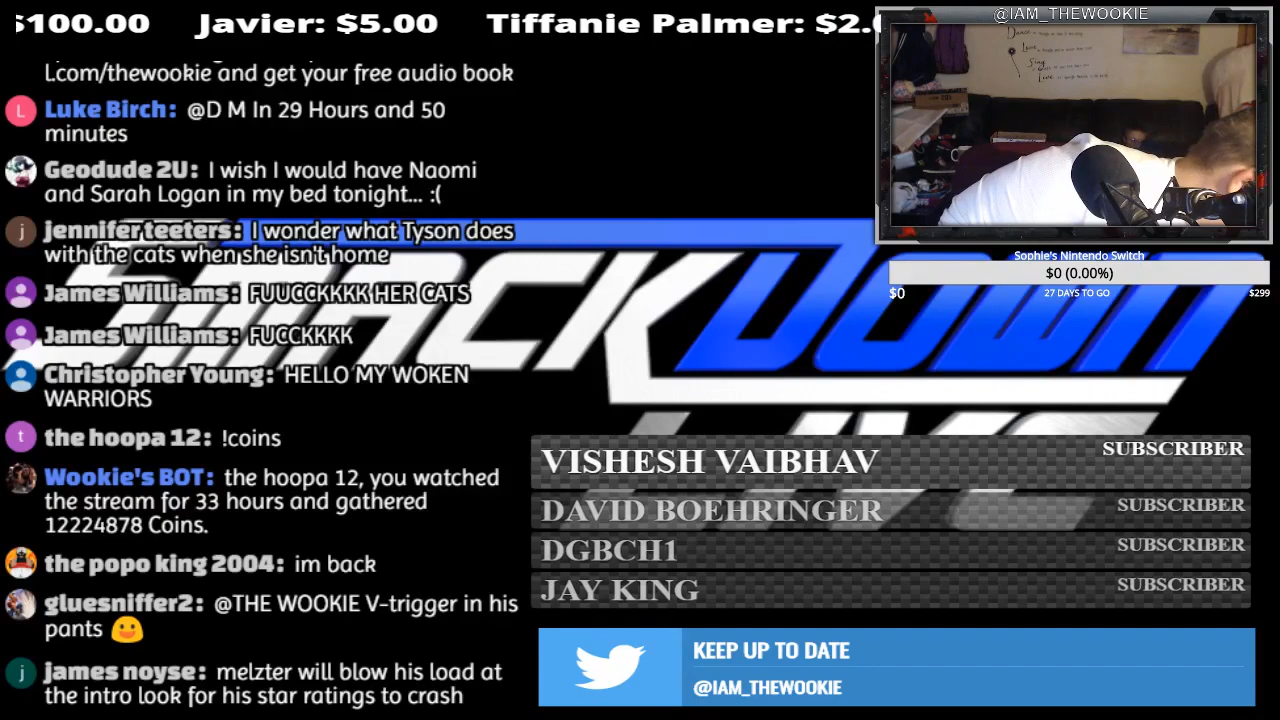 $100.00 Javier: $5.00 Tiffanie Palmer: $2.0
@IAM_THEWOOKIE
l.com/thewookie and get your free audio book
Luke Birch: @D M In 29 Hours and 50
minutes
Geodude 2U: I wish I would have Naomi
and Sarah Logan in my bed tonight... :(
jennifer teeters: I wonder what Tyson does
with the cats when she isn't home
James Williams: FUUCCKKKK HER CATS
James Williams: FUCCKKKK
Christopher Young: HELLO MY WOKEN
WARRIORS
the hoopa 12: !coins
Wookie's BOT: the hoopa 12, you watched
the stream for 33 hours and gathered
12224878 Coins.
the popo king 2004: im back
gluesniffer2: @THE WOOKIE V-trigger in his
pants 😃
james noyse: melzter will blow his load at
the intro look for his star ratings to crash
Dance
Love
Sing
Live
Sophie's Nintendo Switch
$0 (0.00%)
$0 27 DAYS TO GO $299
SMACKDOWN
LIVE
VISHESH VAIBHAV SUBSCRIBER
DAVID BOEHRINGER SUBSCRIBER
DGBCH1 SUBSCRIBER
JAY KING SUBSCRIBER
KEEP UP TO DATE
@IAM_THEWOOKIE